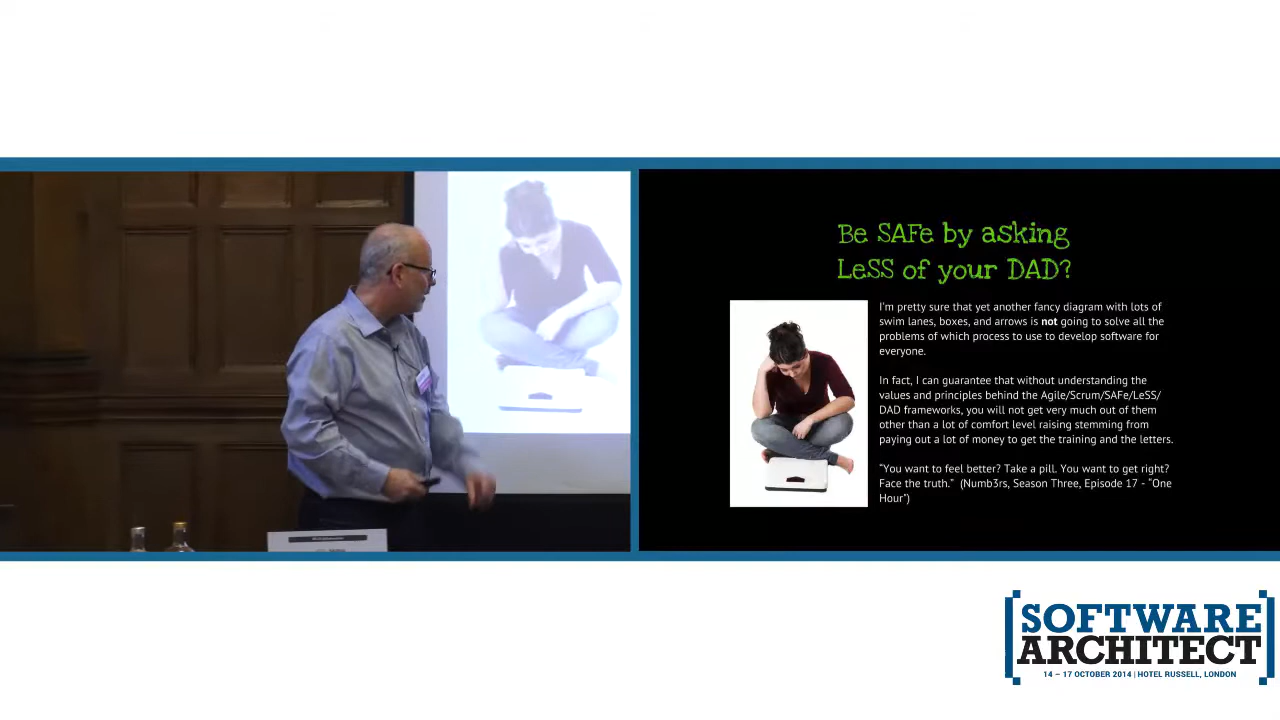 Be SAFe by asking
LeSS of your DAD?
I'm pretty sure that yet another fancy diagram with lots of
swim lanes, boxes, and arrows is not going to solve all the
problems of which process to use to develop software for
everyone.
In fact, I can guarantee that without understanding the
values and principles behind the Agile/Scrum/SAFe/LeSS/
DAD frameworks, you will not get very much out of them
other than a lot of comfort level raising stemming from
paying out a lot of money to get the training and the letters.
“You want to feel better? Take a pill. You want to get right?
Face the truth.”  (Numb3rs, Season Three, Episode 17 - “One
Hour”)
SOFTWARE
ARCHITECT
14 – 17 OCTOBER 2014 | HOTEL RUSSELL, LONDON